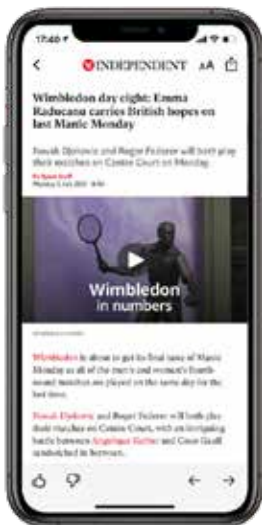 17:40
INDEPENDENT AA
Wimbledon day eight: Emma
Raducanu carries British hopes on
last Manic Monday
Novak Djokovic and Roger Federer will both play
their matches on Centre Court on Monday
Wimbledon
in numbers
Wimbledon is about to get its final taste of Manic
Monday as all of the men's and women's fourth-
round matches are played on the same day for the
last time.
Novak Djokovic and Roger Federer will both play
their matches on Centre Court, with an intriguing
battle between Angelique Kerber and Coco Gauff
sandwiched in between.